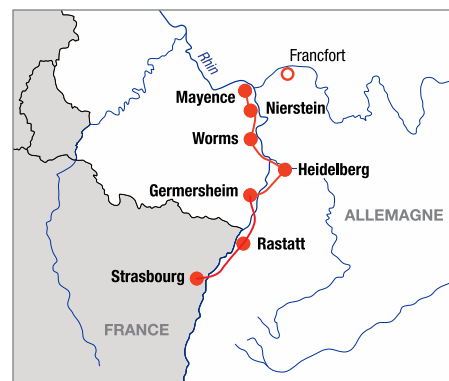 Rhin
Francfort
Mayence
Nierstein
Worms
Heidelberg
Germersheim
ALLEMAGNE
Rastatt
Strasbourg
FRANCE